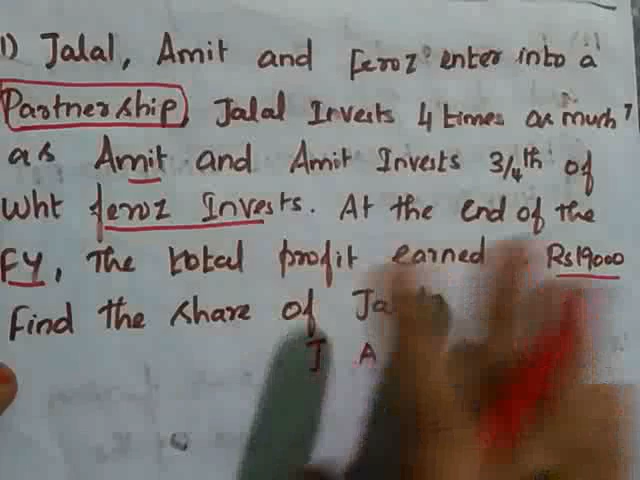 1) Jalal, Amit and feroz enter into a
Partnership, Jalal Invests 4 times as much
as Amit and Amit Invests 3/4th of
wht feroz Invests. At the end of the
FY, The total profit earned Rs19000
Find the share of
J A